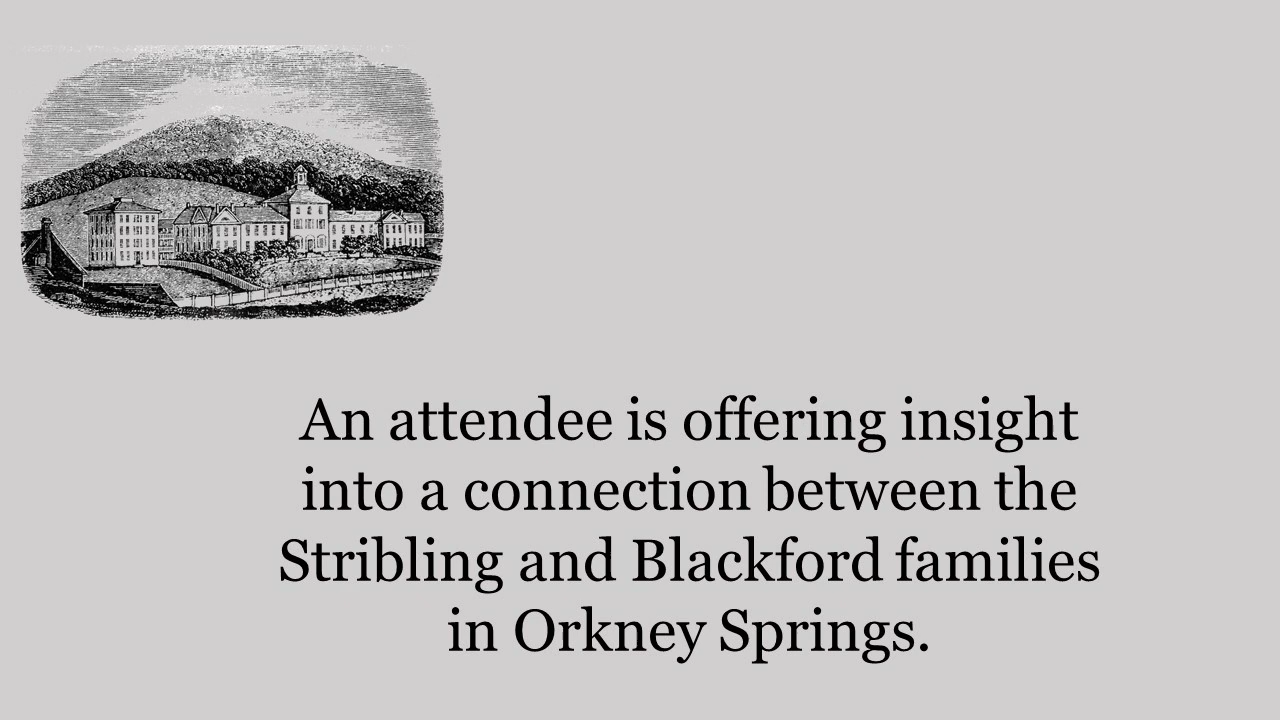 An attendee is offering insight
into a connection between the
Stribling and Blackford families
in Orkney Springs.